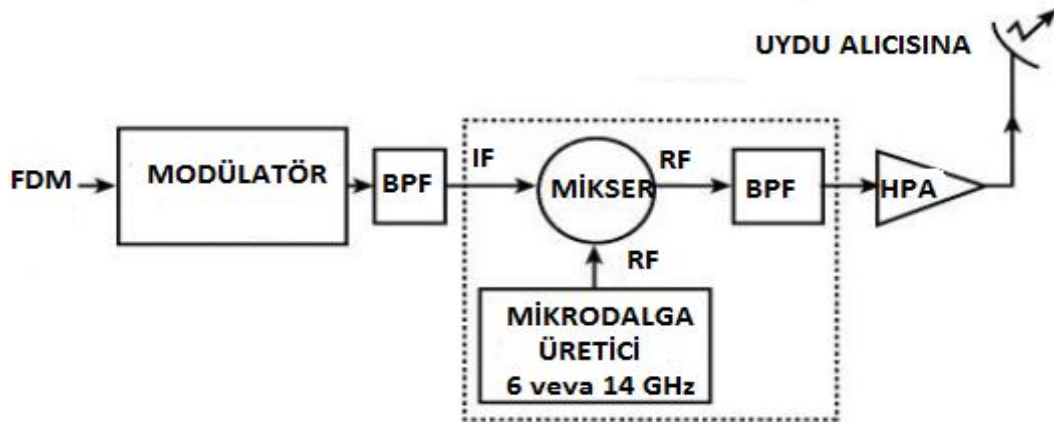 UYDU ALICISINA
FDM
MODÜLATÖR
BPF
IF
MİKSER
RF
BPF
HPA
RF
MİKRODALGA
ÜRETİCİ
6 veva 14 GHz